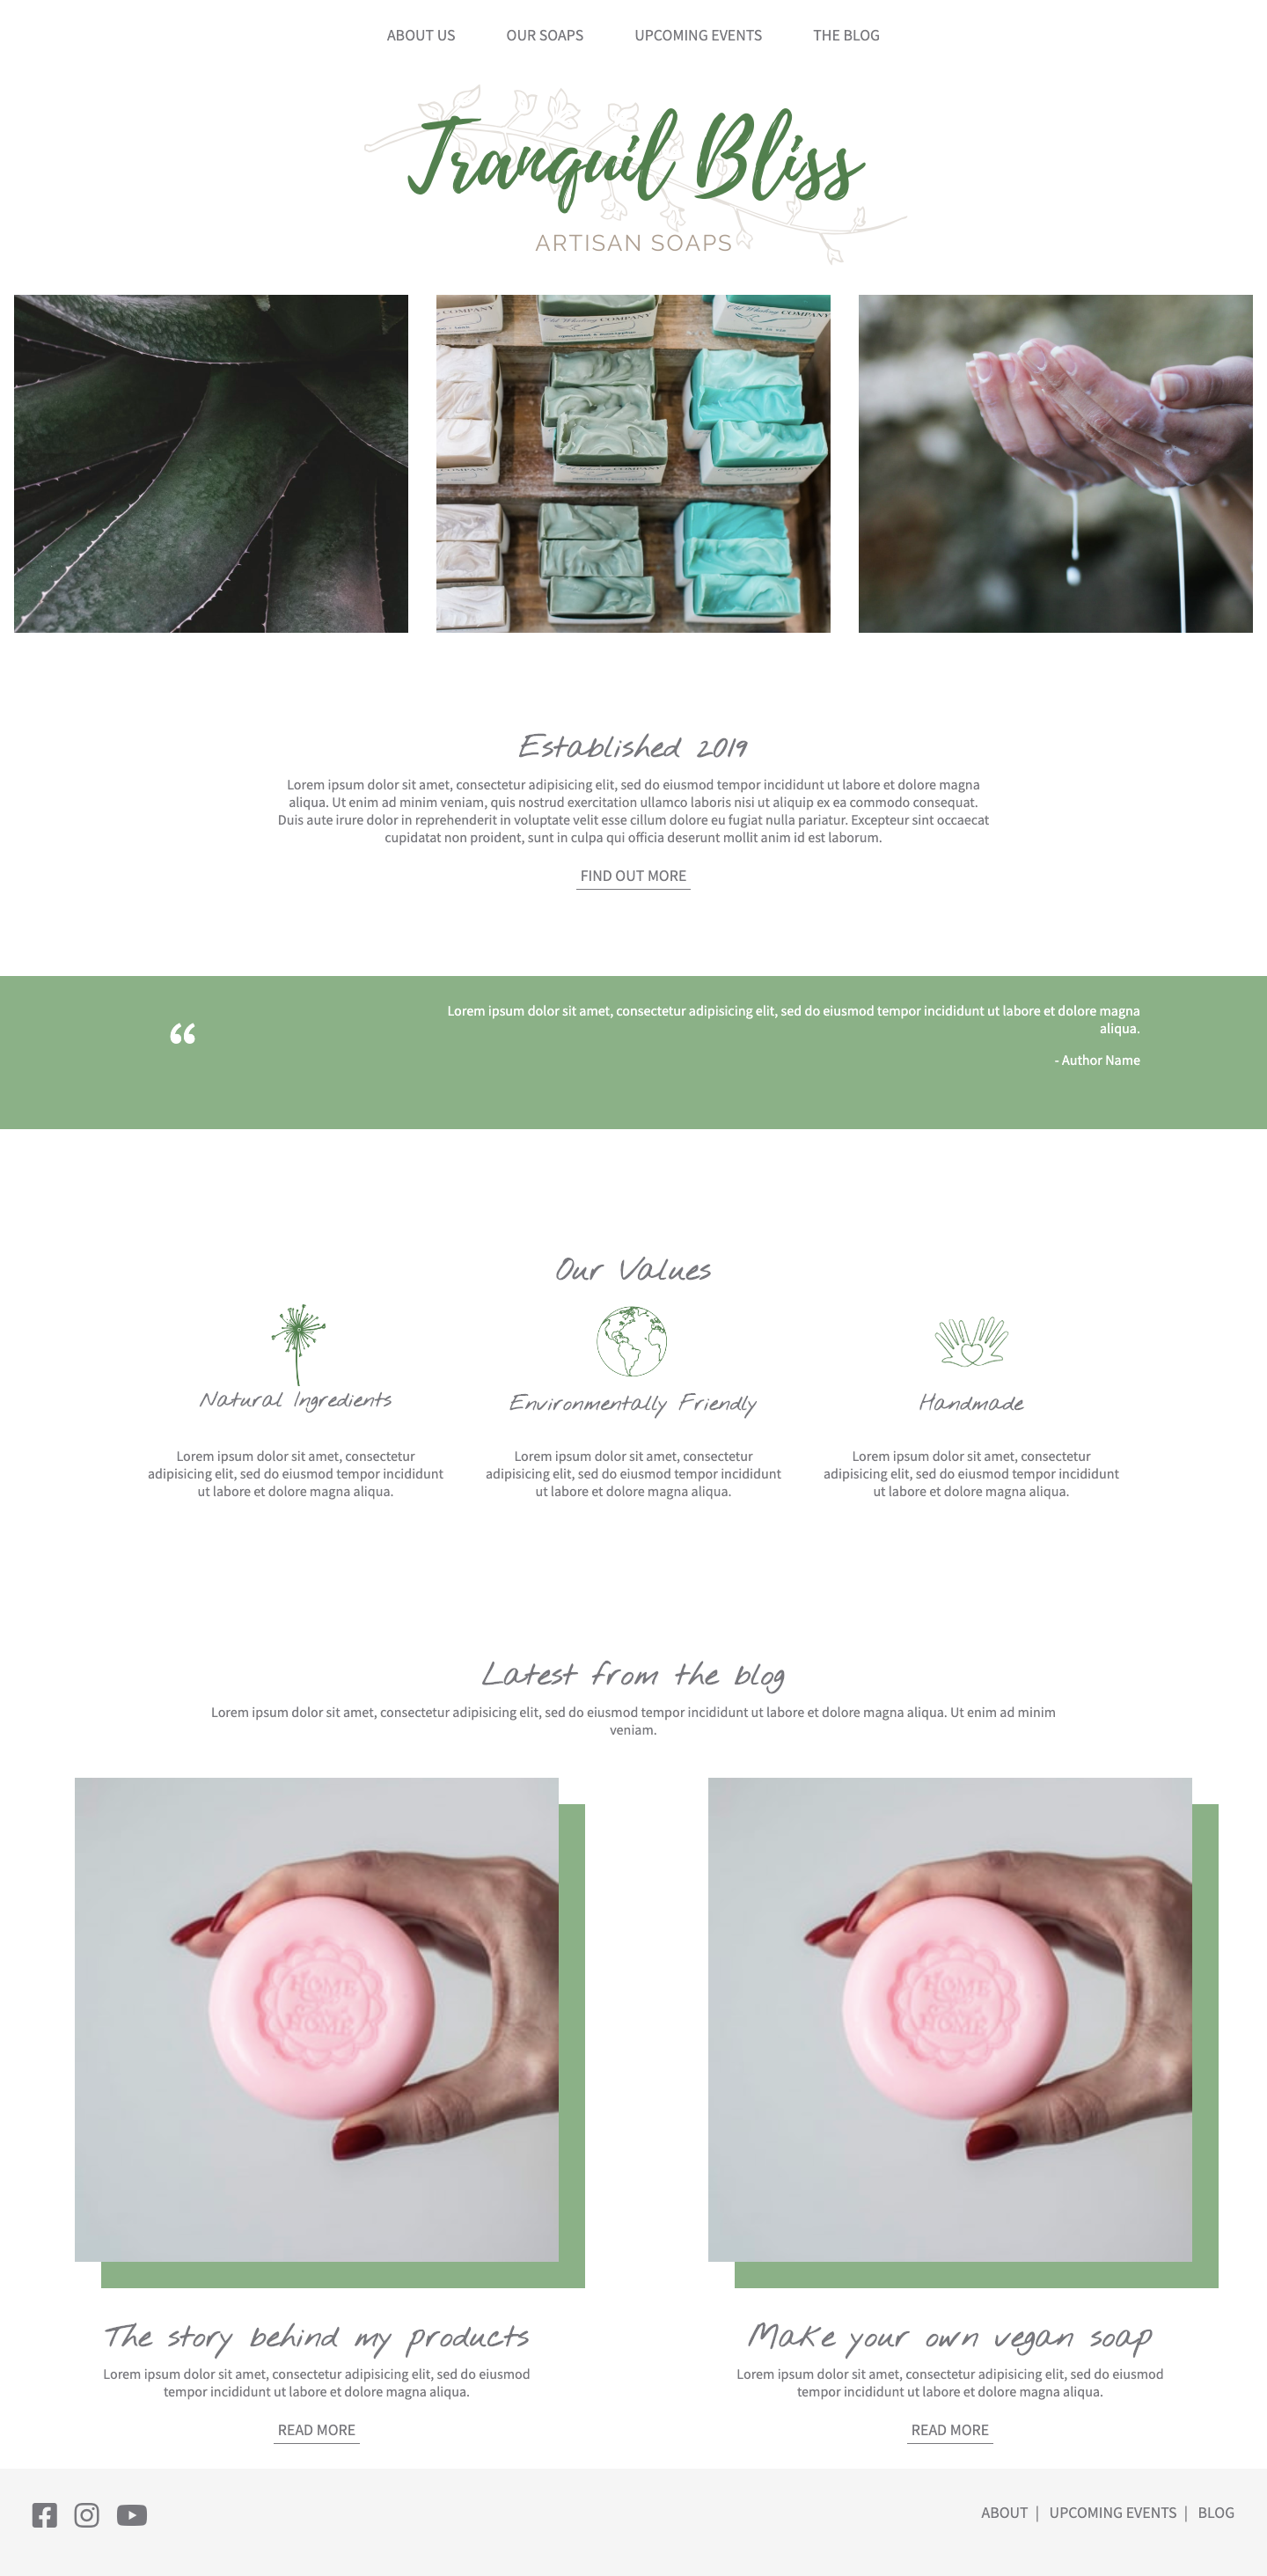 ABOUT US OUR SOAPS UPCOMING EVENTS THE BLOG
Tranquil Bliss
ARTISAN SOAPS
COMPANY
COMPANY
COMPANY
Established 2019
Lorem ipsum dolor sit amet, consectetur adipisicing elit, sed do eiusmod tempor incididunt ut labore et dolore magna
aliqua. Ut enim ad minim veniam, quis nostrud exercitation ullamco laboris nisi ut aliquip ex ea commodo consequat.
Duis aute irure dolor in reprehenderit in voluptate velit esse cillum dolore eu fugiat nulla pariatur. Excepteur sint occaecat
cupidatat non proident, sunt in culpa qui officia deserunt mollit anim id est laborum.
FIND OUT MORE
“
Lorem ipsum dolor sit amet, consectetur adipisicing elit, sed do eiusmod tempor incididunt ut labore et dolore magna
aliqua.
- Author Name
Our Values
Natural Ingredients
Lorem ipsum dolor sit amet, consectetur
adipisicing elit, sed do eiusmod tempor incididunt
ut labore et dolore magna aliqua.
Environmentally Friendly
Lorem ipsum dolor sit amet, consectetur
adipisicing elit, sed do eiusmod tempor incididunt
ut labore et dolore magna aliqua.
Handmade
Lorem ipsum dolor sit amet, consectetur
adipisicing elit, sed do eiusmod tempor incididunt
ut labore et dolore magna aliqua.
Latest from the blog
Lorem ipsum dolor sit amet, consectetur adipisicing elit, sed do eiusmod tempor incididunt ut labore et dolore magna aliqua. Ut enim ad minim
veniam.
HOME
HOME
The story behind my products
Lorem ipsum dolor sit amet, consectetur adipisicing elit, sed do eiusmod
tempor incididunt ut labore et dolore magna aliqua.
READ MORE
HOME
HOME
Make your own vegan soap
Lorem ipsum dolor sit amet, consectetur adipisicing elit, sed do eiusmod
tempor incididunt ut labore et dolore magna aliqua.
READ MORE
ABOUT | UPCOMING EVENTS | BLOG